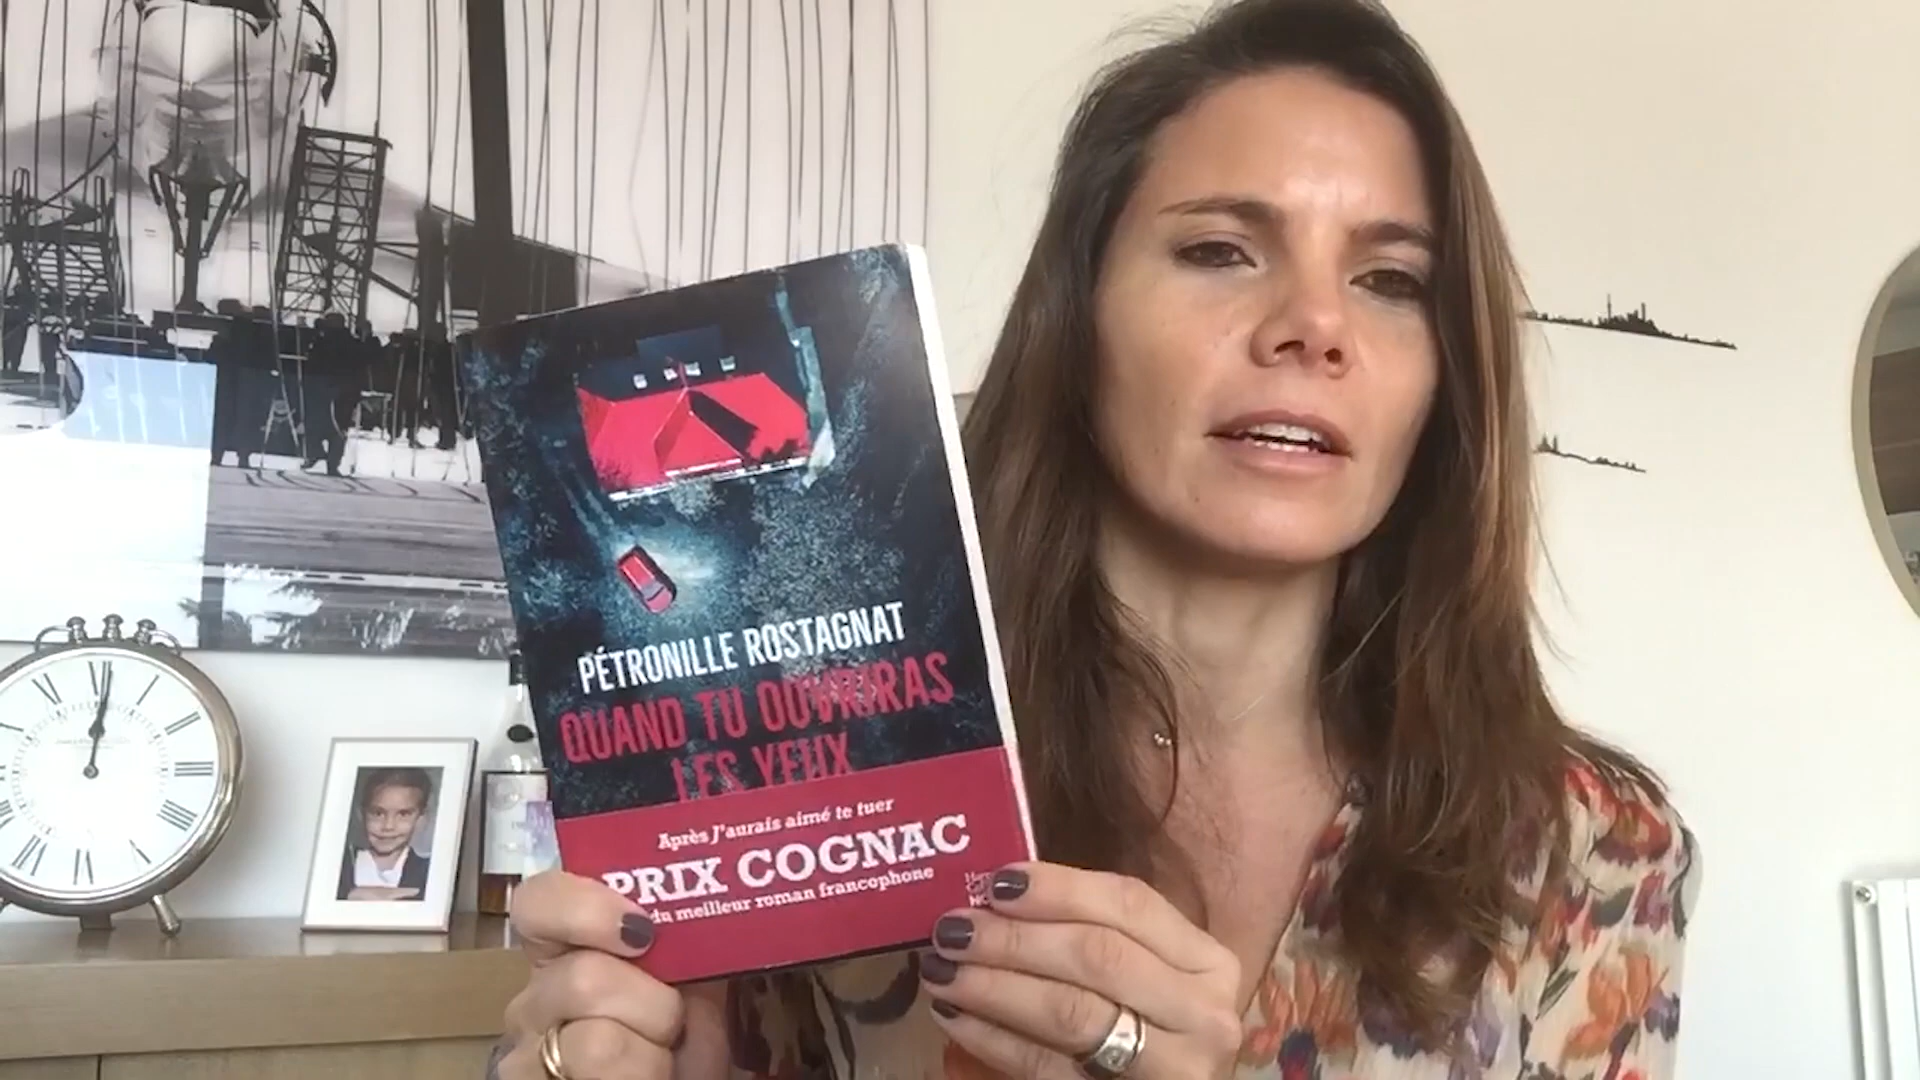 PÉTRONILLE ROSTAGNAT
QUAND TU OUVRIRAS
LES YEUX
Après J'aurais aimé te tuer
PRIX COGNAC
du meilleur roman francophone